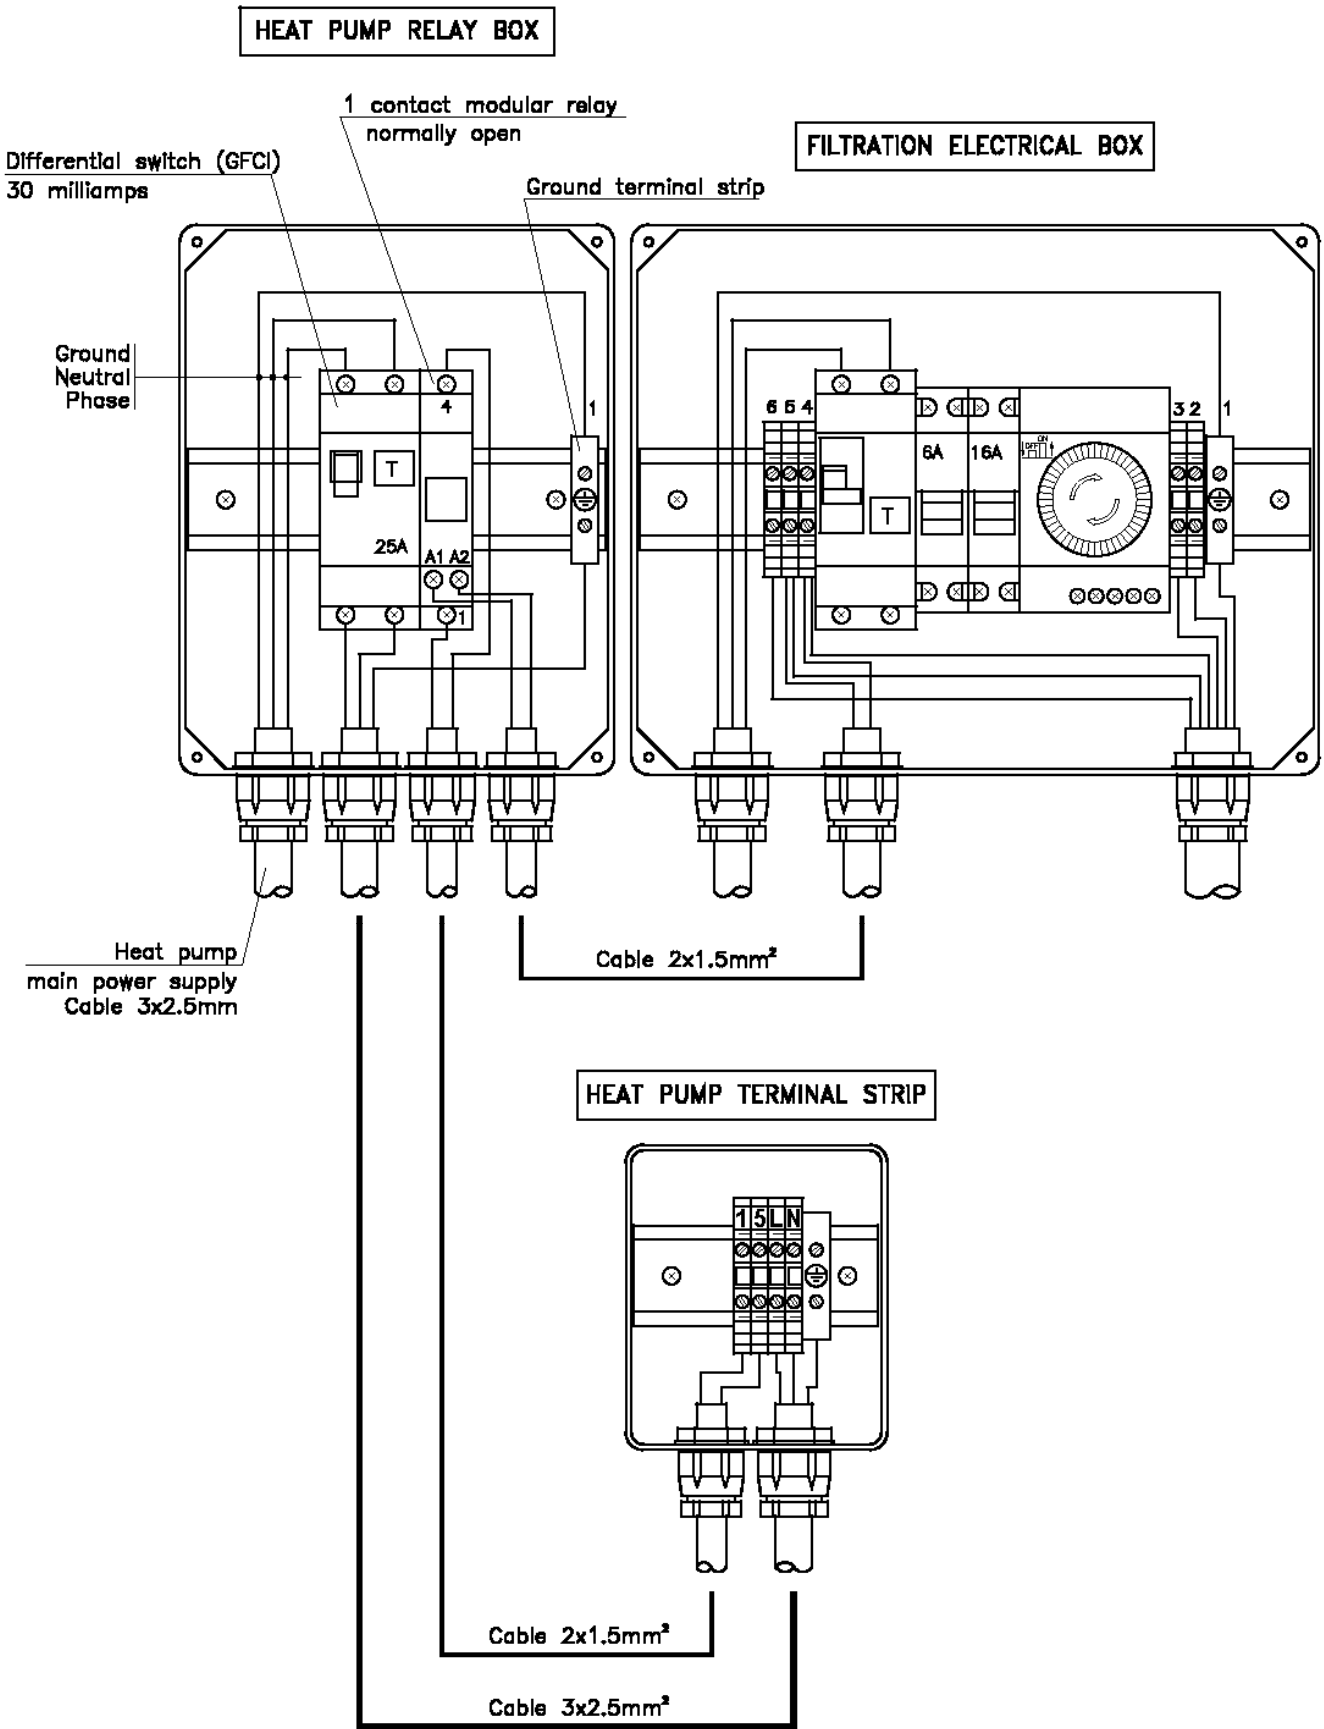 HEAT PUMP RELAY BOX
1 contact modular relay
normally open
FILTRATION ELECTRICAL BOX
Differential switch (GFCI)
30 milliamps
Ground terminal strip
Ground
Neutral
Phase
4
1
T
25A
A1 A2
1
6 5 4
3 2 1
6A
16A
OFF
ON
T
Heat pump
main power supply
Cable 3x2.5mm
Cable 2x1.5mm²
HEAT PUMP TERMINAL STRIP
1 5 L N
Cable 2x1.5mm²
Cable 3x2.5mm²